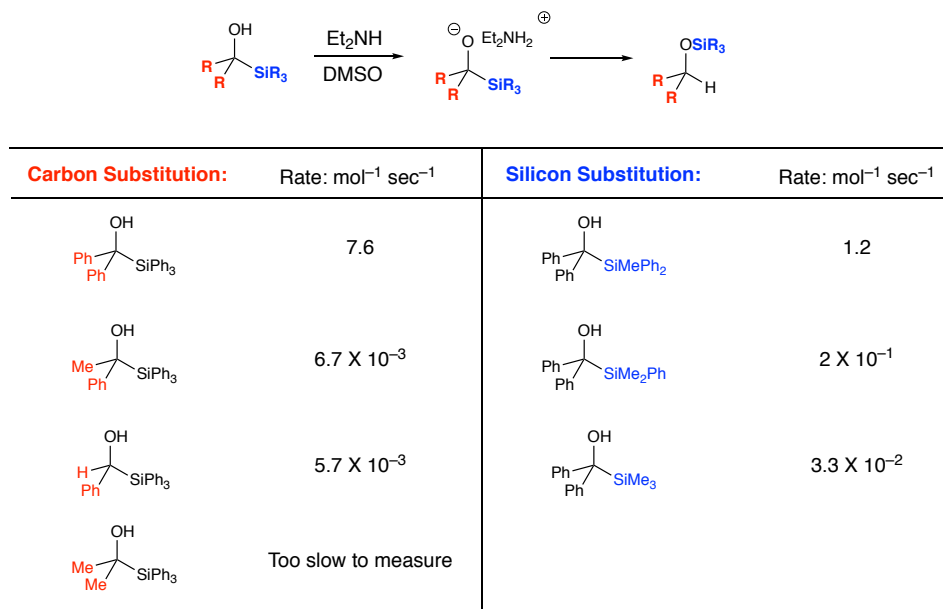 OH
R
R
SiR₃
Et₂NH
DMSO
⊖
O
Et₂NH₂
⊕
R
R
SiR₃
OSiR₃
R
R
H
Carbon Substitution: Rate: mol⁻¹ sec⁻¹ Silicon Substitution: Rate: mol⁻¹ sec⁻¹
OH
Ph
Ph
SiPh₃
7.6
OH
Ph
Ph
SiMePh₂
1.2
OH
Me
Ph
SiPh₃
6.7 X 10⁻³
OH
Ph
Ph
SiMe₂Ph
2 X 10⁻¹
OH
H
Ph
SiPh₃
5.7 X 10⁻³
OH
Ph
Ph
SiMe₃
3.3 X 10⁻²
OH
Me
Me
SiPh₃
Too slow to measure